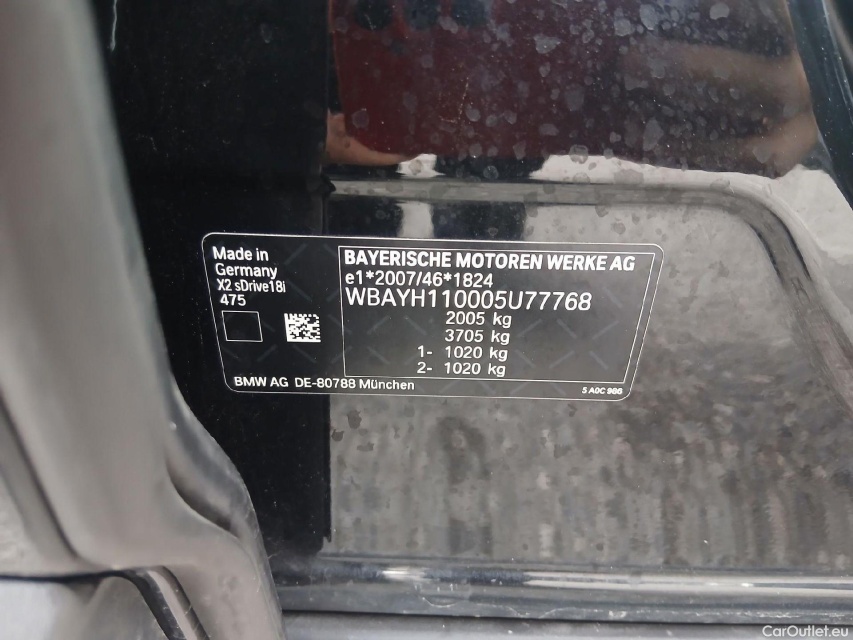 Made in
Germany
X2 sDrive18i
475
BAYERISCHE MOTOREN WERKE AG
e1*2007/46*1824
WBAYH110005U77768
2005 kg
3705 kg
1- 1020 kg
2- 1020 kg
BMW AG DE-80788 München
5 A0C 986
CarOutlet.eu